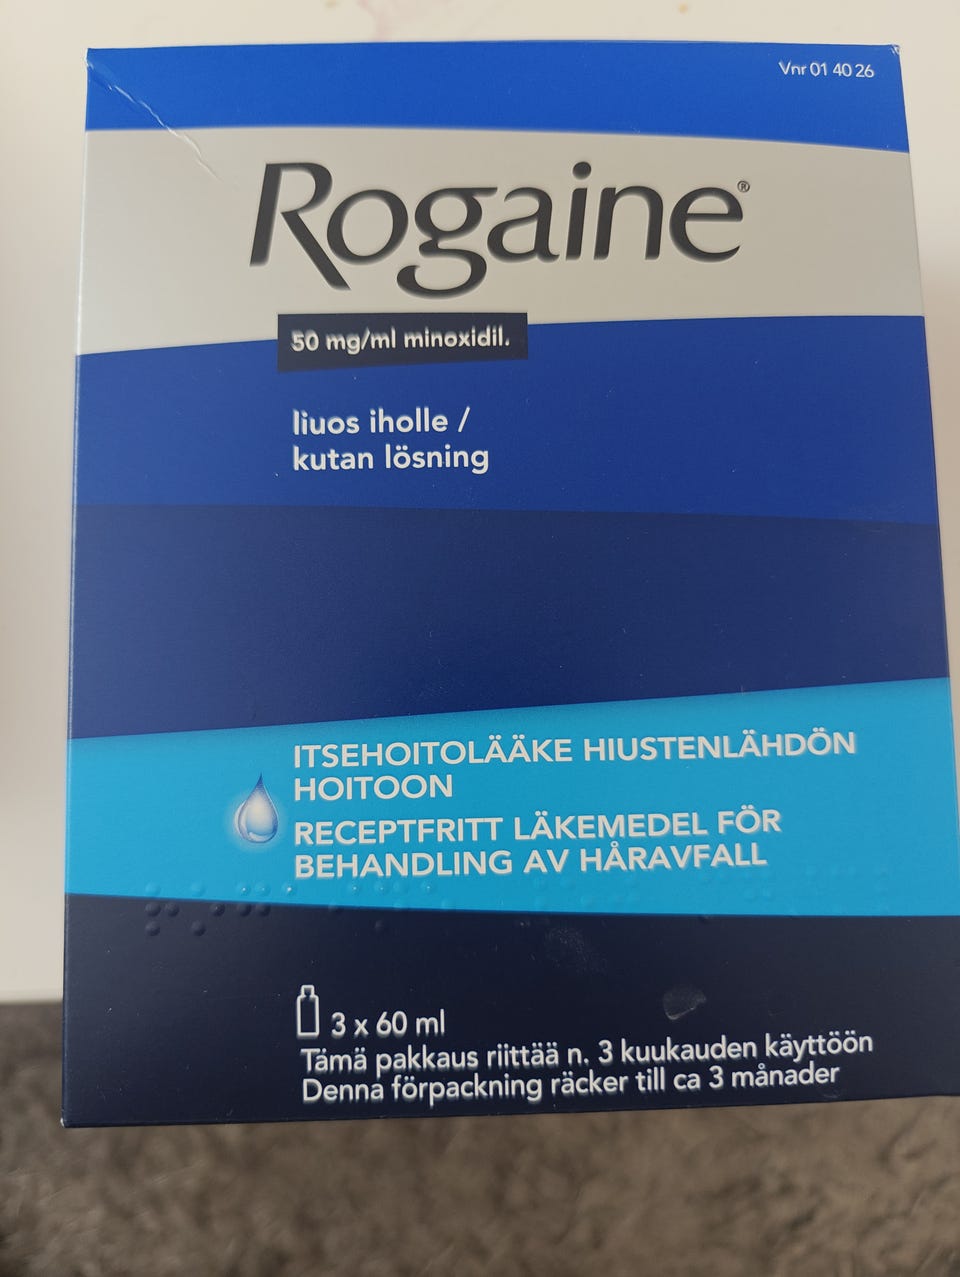 Vnr 01 40 26
Rogaine®
50 mg/ml minoxidil.
liuos iholle /
kutan lösning
ITSEHOITOLÄÄKE HIUSTENLÄHDÖN
HOITOON
RECEPTFRITT LÄKEMEDEL FÖR
BEHANDLING AV HÅRAVFALL
3 x 60 ml
Tämä pakkaus riittää n. 3 kuukauden käyttöön
Denna förpackning räcker till ca 3 månader